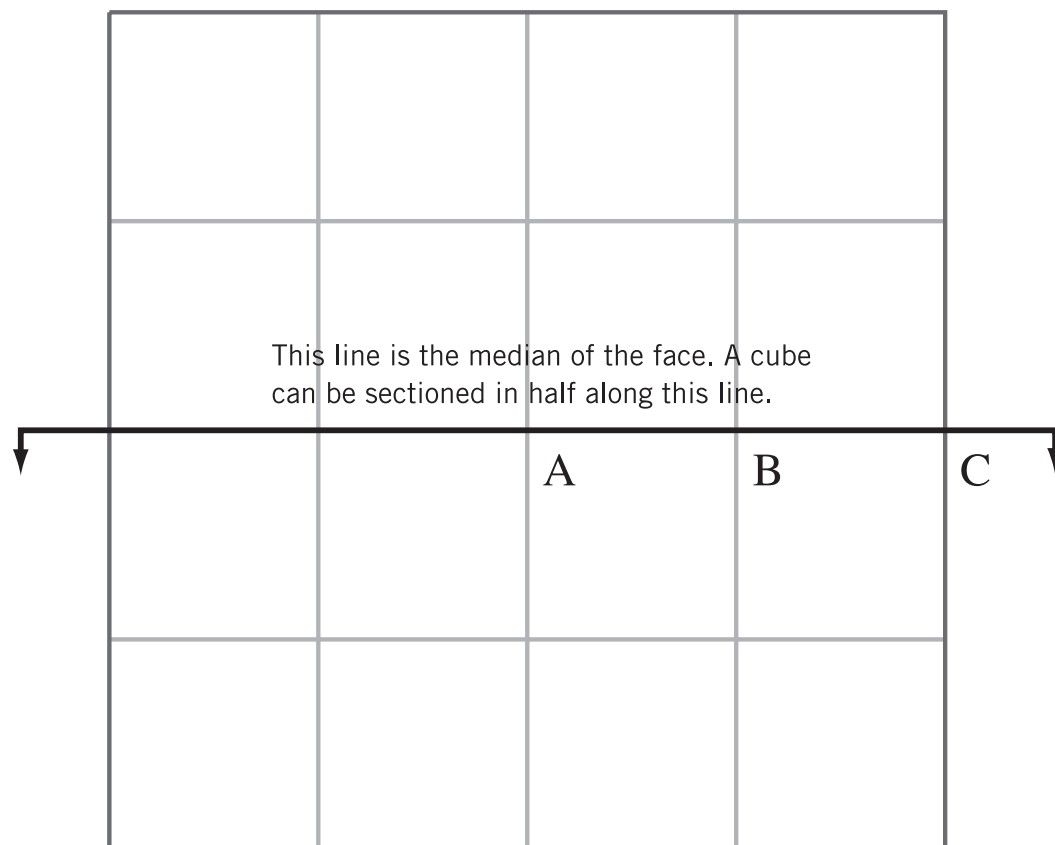 This line is the median of the face. A cube
can be sectioned in half along this line.
A B C